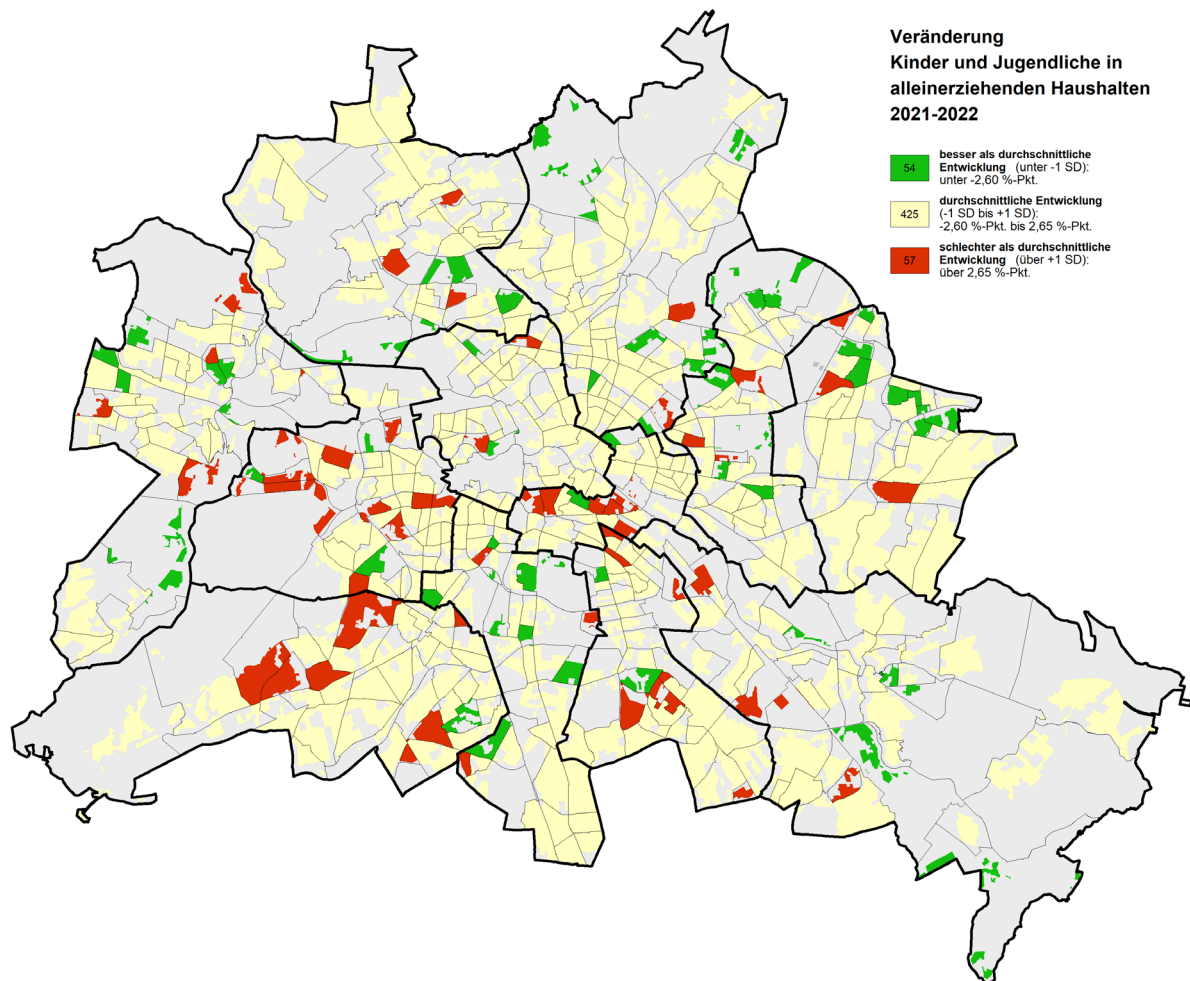 Veränderung
Kinder und Jugendliche in
alleinerziehenden Haushalten
2021-2022
54
besser als durchschnittliche
Entwicklung (unter -1 SD):
unter -2,60 %-Pkt.
425
durchschnittliche Entwicklung
(-1 SD bis +1 SD):
-2,60 %-Pkt. bis 2,65 %-Pkt.
57
schlechter als durchschnittliche
Entwicklung (über +1 SD):
über 2,65 %-Pkt.